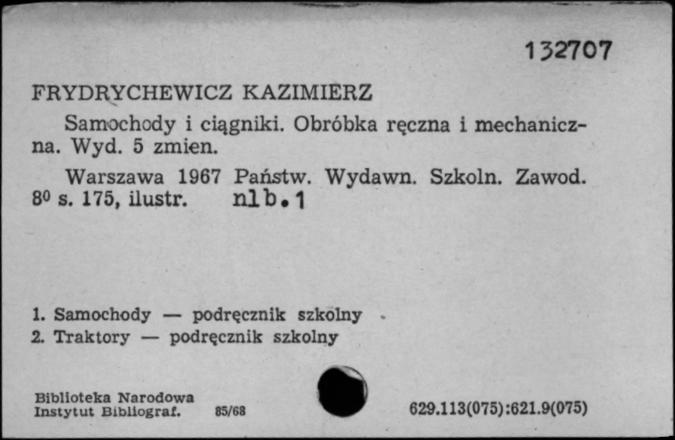 132707
FRYDRYCHEWICZ KAZIMIERZ
Samochody i ciągniki. Obróbka ręczna i mechanicz-
na. Wyd. 5 zmien.
Warszawa 1967 Państw. Wydawn. Szkoln. Zawod.
8⁰ s. 175, ilustr. nlb.1
1. Samochody — podręcznik szkolny
2. Traktory — podręcznik szkolny
Biblioteka Narodowa
Instytut Bibliograf. 85/68
629.113(075):621.9(075)